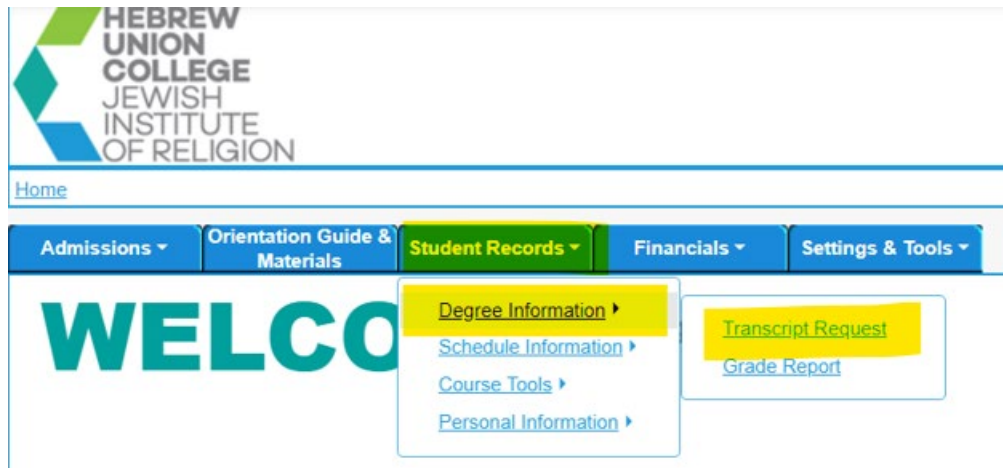 HEBREW
UNION
COLLEGE
JEWISH
INSTITUTE
OF RELIGION
Home
Admissions
Orientation Guide &
Materials
Student Records
Financials
Settings & Tools
WELCO
Degree Information
Schedule Information
Course Tools
Personal Information
Transcript Request
Grade Report